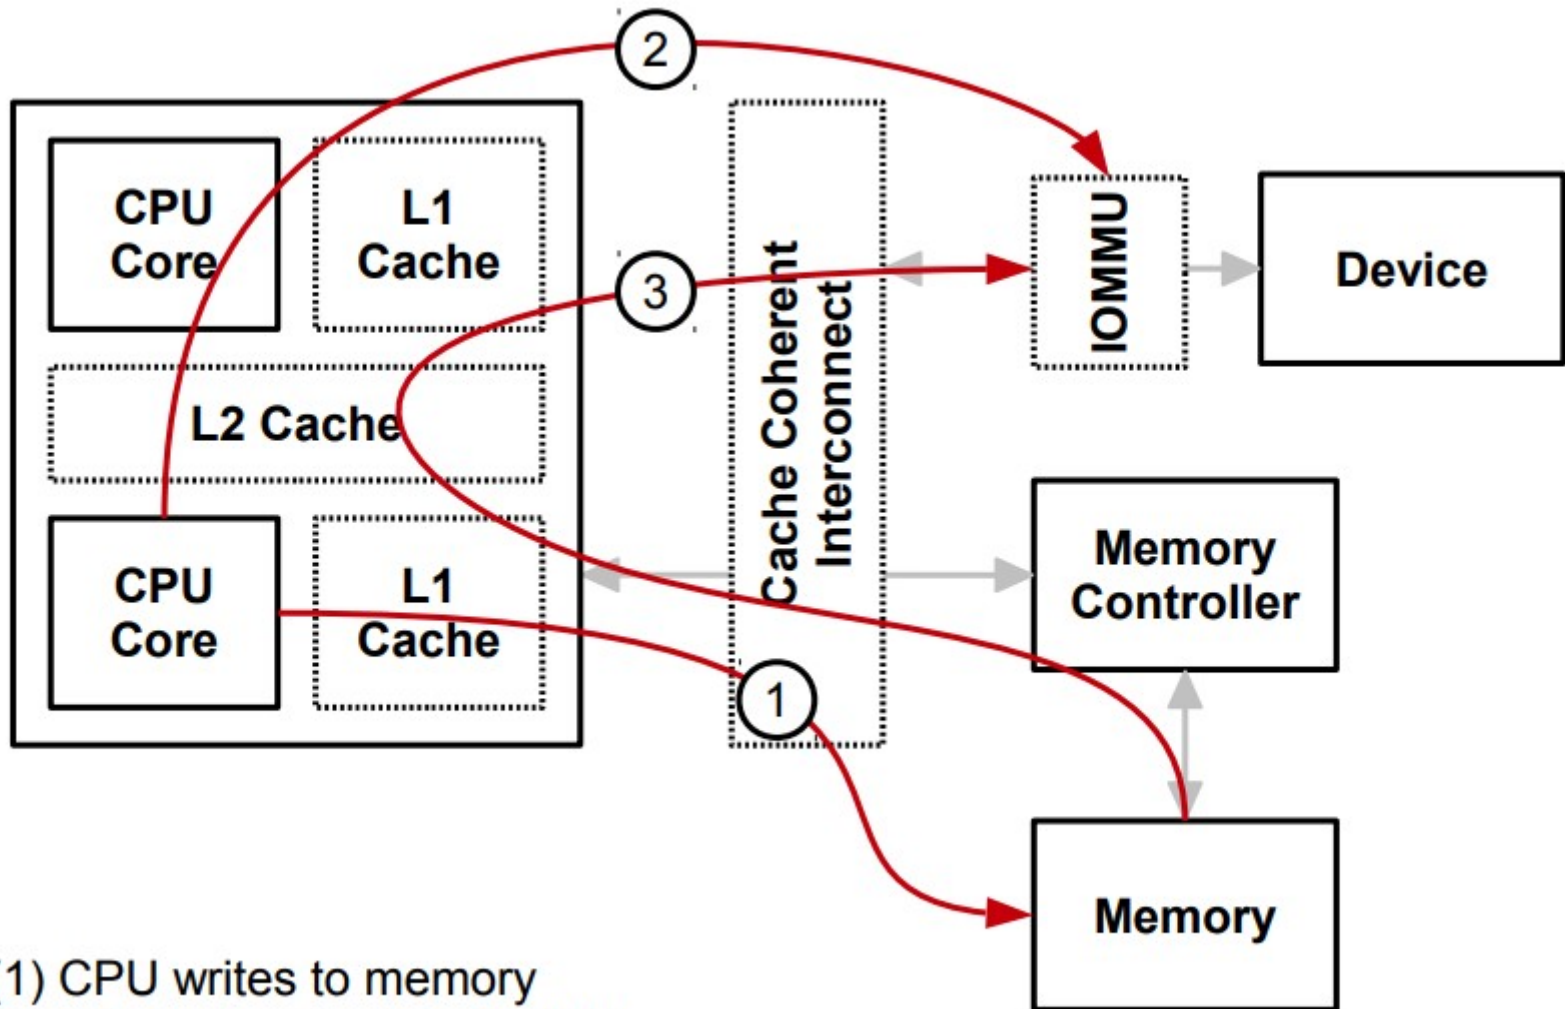 2
CPU
Core
L1
Cache
3
Cache Coherent
Interconnect
IOMMU
Device
L2 Cache
CPU
Core
L1
Cache
Memory
Controller
1
Memory
(1) CPU writes to memory